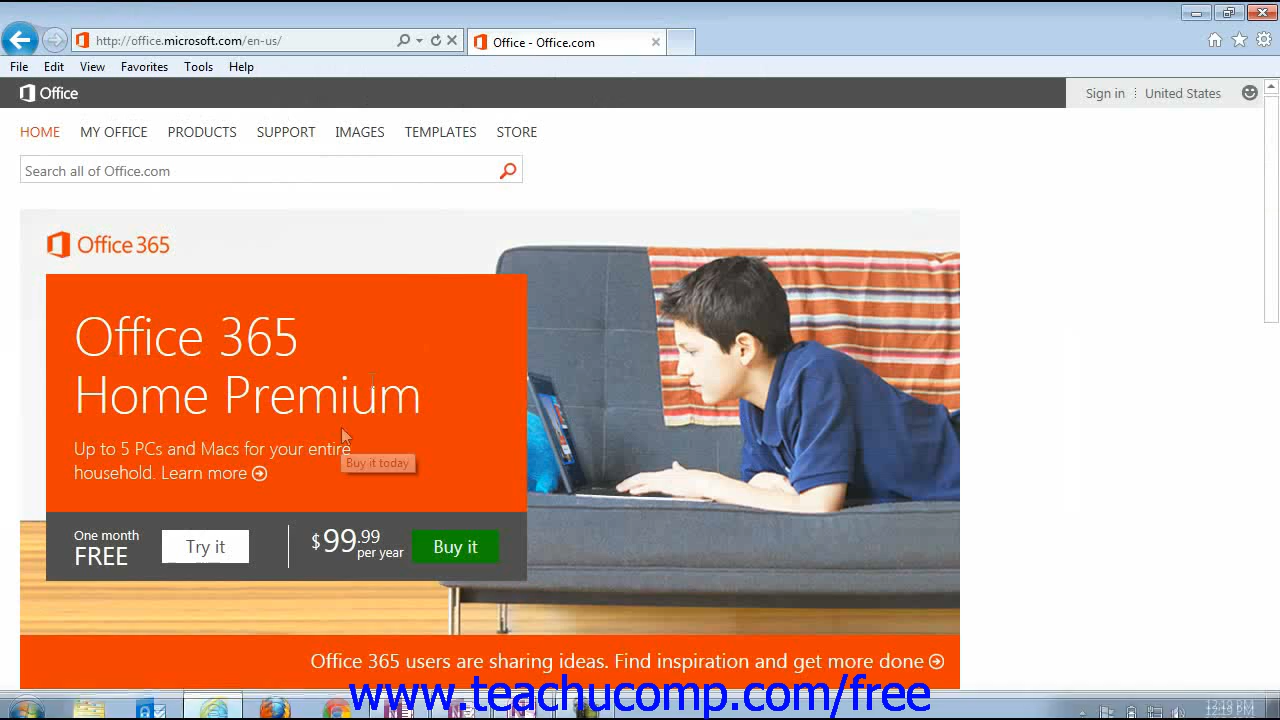 http://office.microsoft.com/en-us/
Office - Office.com
File Edit View Favorites Tools Help
Office
Sign in United States
HOME MY OFFICE PRODUCTS SUPPORT IMAGES TEMPLATES STORE
Search all of Office.com
Office 365
Office 365
Home Premium
Up to 5 PCs and Macs for your entire
household. Learn more
Buy it today
One month
FREE
Try it
$99.99
per year
Buy it
Office 365 users are sharing ideas. Find inspiration and get more done
www.teachucomp.com/free